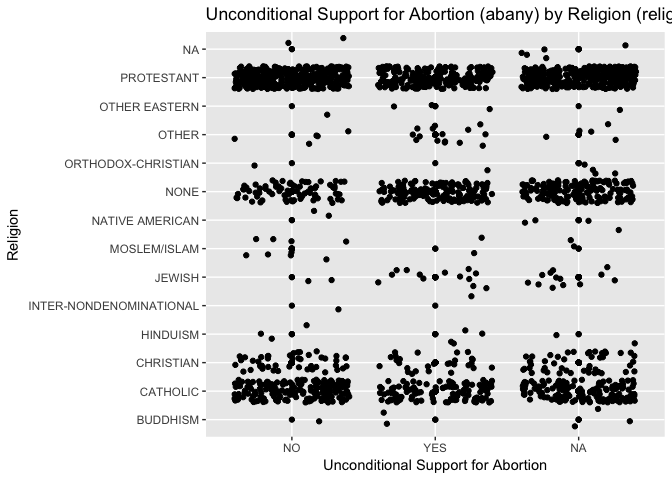 Unconditional Support for Abortion (abany) by Religion (relig
NA
PROTESTANT
OTHER EASTERN
OTHER
ORTHODOX-CHRISTIAN
NONE
NATIVE AMERICAN
MOSLEM/ISLAM
JEWISH
INTER-NONDENOMINATIONAL
HINDUISM
CHRISTIAN
CATHOLIC
BUDDHISM
Religion
NO YES NA
Unconditional Support for Abortion